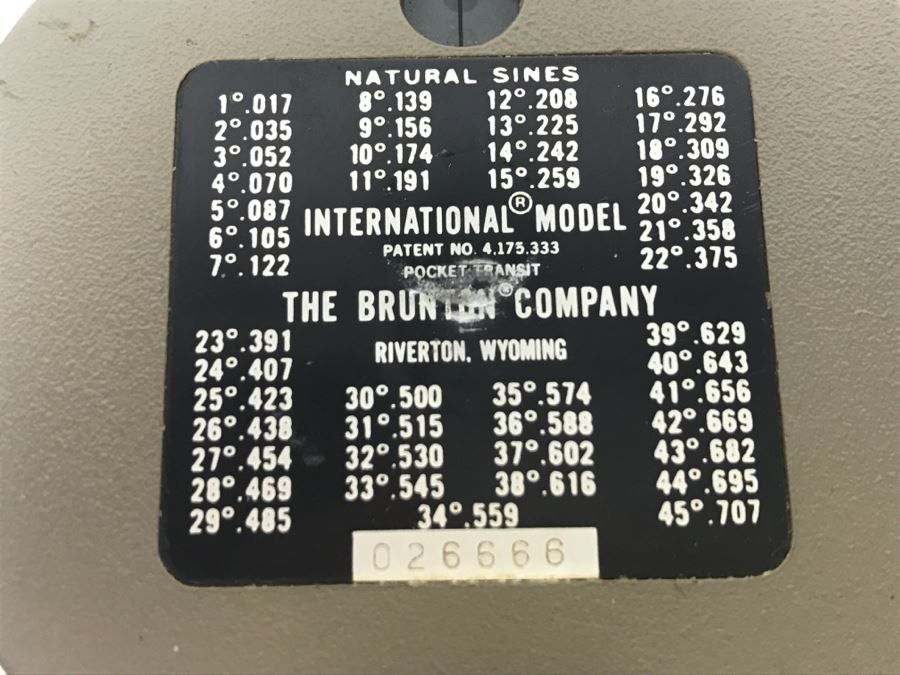 NATURAL SINES
1°.017 8°.139 12°.208 16°.276
2°.035 9°.156 13°.225 17°.292
3°.052 10°.174 14°.242 18°.309
4°.070 11°.191 15°.259 19°.326
5°.087 INTERNATIONAL® MODEL 20°.342
6°.105 PATENT NO. 4,175.333 21°.358
7°.122 POCKET TRANSIT 22°.375
THE BRUNTON® COMPANY
23°.391 RIVERTON, WYOMING 39°.629
24°.407 40°.643
25°.423 30°.500 35°.574 41°.656
26°.438 31°.515 36°.588 42°.669
27°.454 32°.530 37°.602 43°.682
28°.469 33°.545 38°.616 44°.695
29°.485 34°.559 45°.707
026666